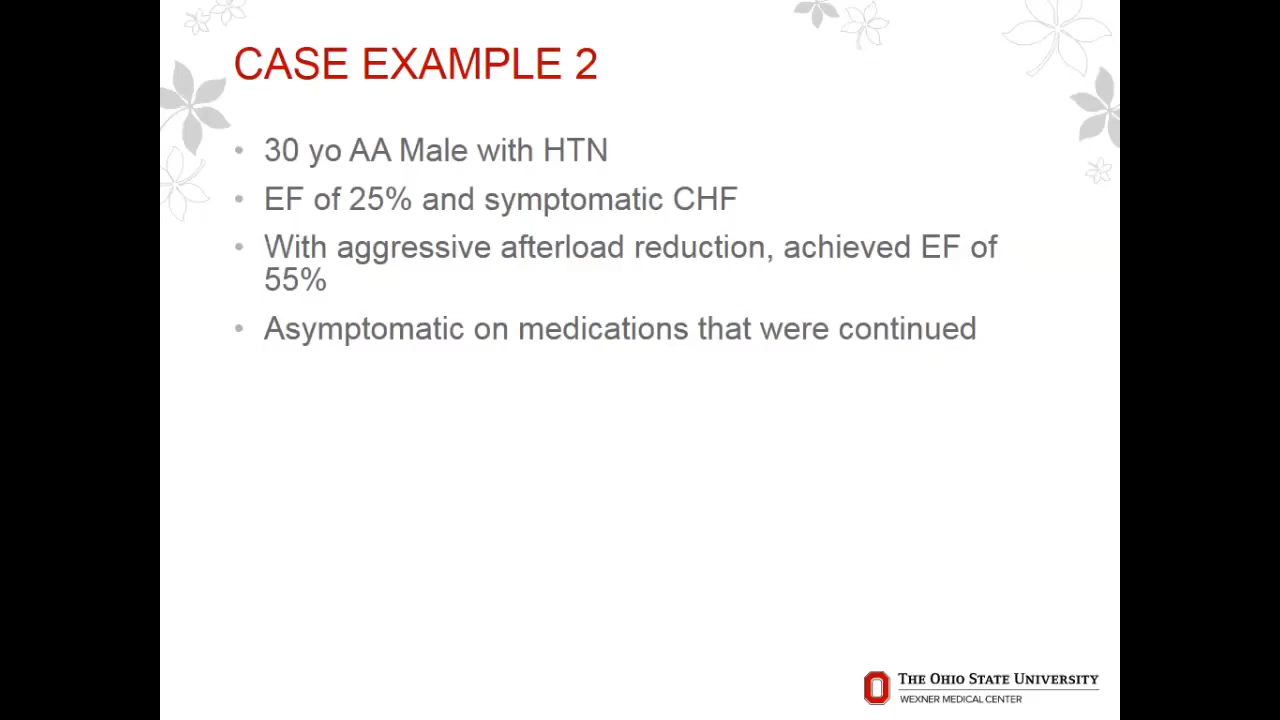 CASE EXAMPLE 2
• 30 yo AA Male with HTN
• EF of 25% and symptomatic CHF
• With aggressive afterload reduction, achieved EF of
55%
• Asymptomatic on medications that were continued
THE OHIO STATE UNIVERSITY
WEXNER MEDICAL CENTER